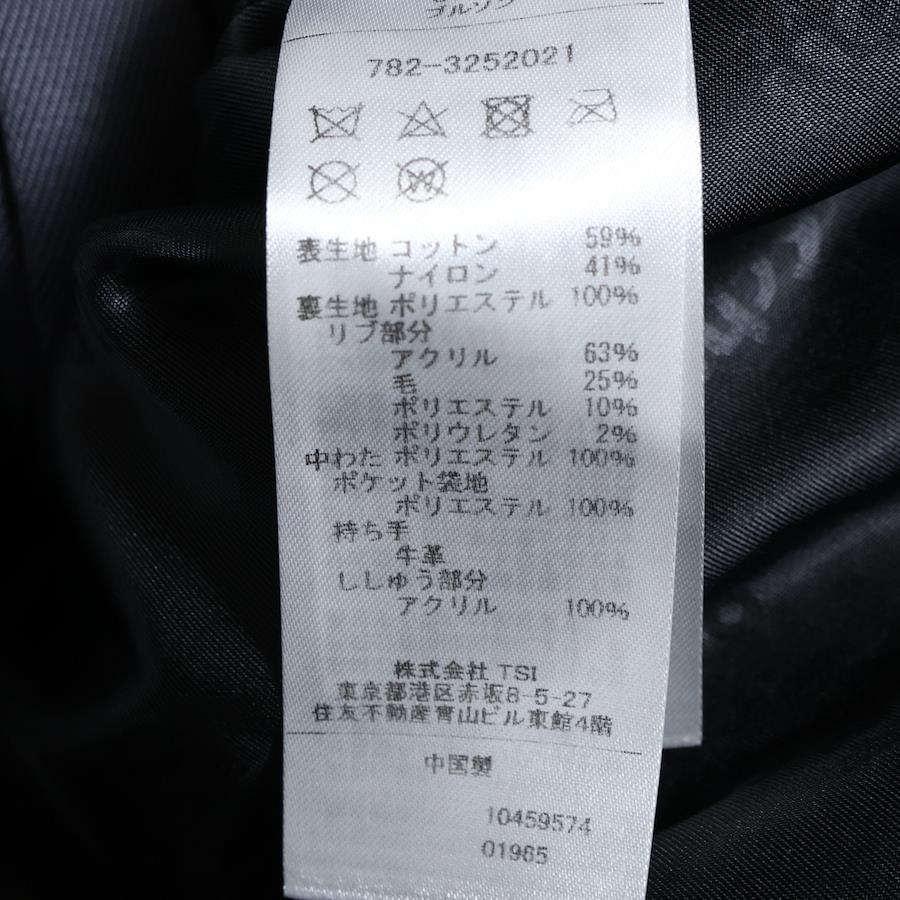 ブルゾン
782-3252021
W
表生地 コットン 59%
ナイロン 41%
裏生地 ポリエステル 100%
リブ部分
アクリル 63%
毛 25%
ポリエステル 10%
ポリウレタン 2%
中わた ポリエステル 100%
ポケット袋地
ポリエステル 100%
持ち手
牛革
ししゅう部分
アクリル 100%
株式会社 TSI
東京都港区赤坂8-5-27
住友不動産青山ビル東館4階
中国製
10459574
01965